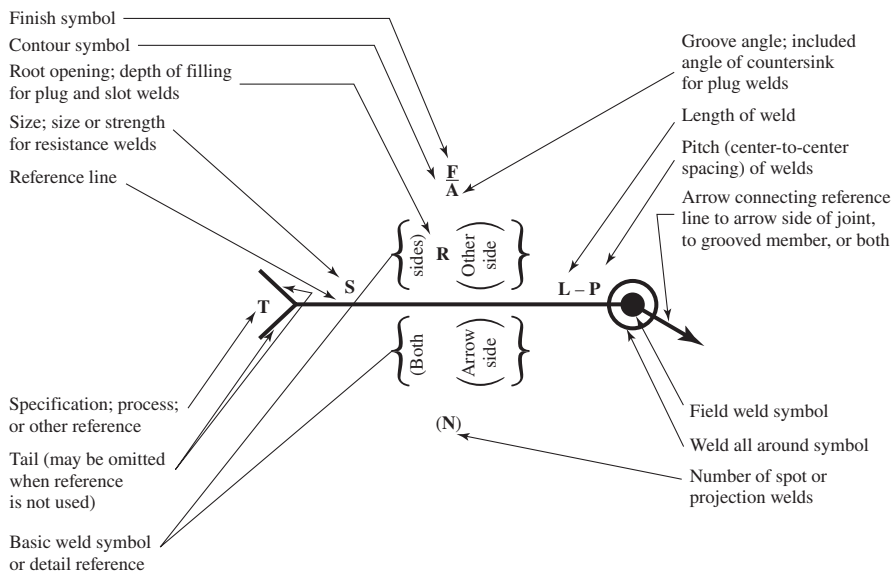 Finish symbol
Contour symbol
Root opening; depth of filling
for plug and slot welds
Size; size or strength
for resistance welds
Reference line
Groove angle; included
angle of countersink
for plug welds
Length of weld
Pitch (center-to-center
spacing) of welds
Arrow connecting reference
line to arrow side of joint,
to grooved member, or both
F
A
sides)
R
Other
side
S
L – P
T
(Both
Arrow
side
(N)
Specification; process;
or other reference
Tail (may be omitted
when reference
is not used)
Basic weld symbol
or detail reference
Field weld symbol
Weld all around symbol
Number of spot or
projection welds